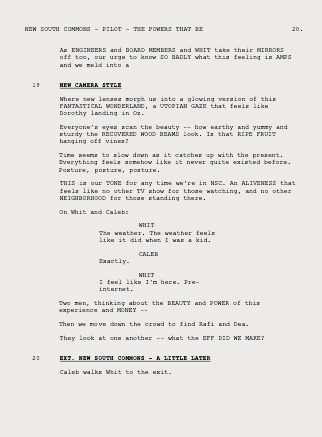 NEW SOUTH COMMONS - PILOT - THE POWERS THAT BE 20.
As ENGINEERS and BOARD MEMBERS and WHIT take their MIRRORS
off too, our urge to know SO BADLY what this feeling is AMPS
and we meld into a
19 NEW CAMERA STYLE
Where new lenses morph us into a glowing version of this
FANTASTICAL WONDERLAND, a UTOPIAN GAZE that feels like
Dorothy landing in Oz.
Everyone's eyes scan the beauty -- how earthy and yummy and
sturdy the RECOVERED WOOD BEAMS look. Is that RIPE FRUIT
hanging off vines?
Time seems to slow down as it catches up with the present.
Everything feels somehow like it never quite existed before.
Posture, posture, posture.
THIS is our TONE for any time we're in NSC. An ALIVENESS that
feels like no other TV show for those watching, and no other
NEIGHBORHOOD for those standing there.
On Whit and Caleb:
WHIT
The weather. The weather feels
like it did when I was a kid.
CALEB
Exactly.
WHIT
I feel like I'm here. Pre-
internet.
Two men, thinking about the BEAUTY and POWER of this
experience and MONEY --
Then we move down the crowd to find Rafi and Dea.
They look at one another -- what the EFF DID WE MAKE?
20 EXT. NEW SOUTH COMMONS - A LITTLE LATER
Caleb walks Whit to the exit.